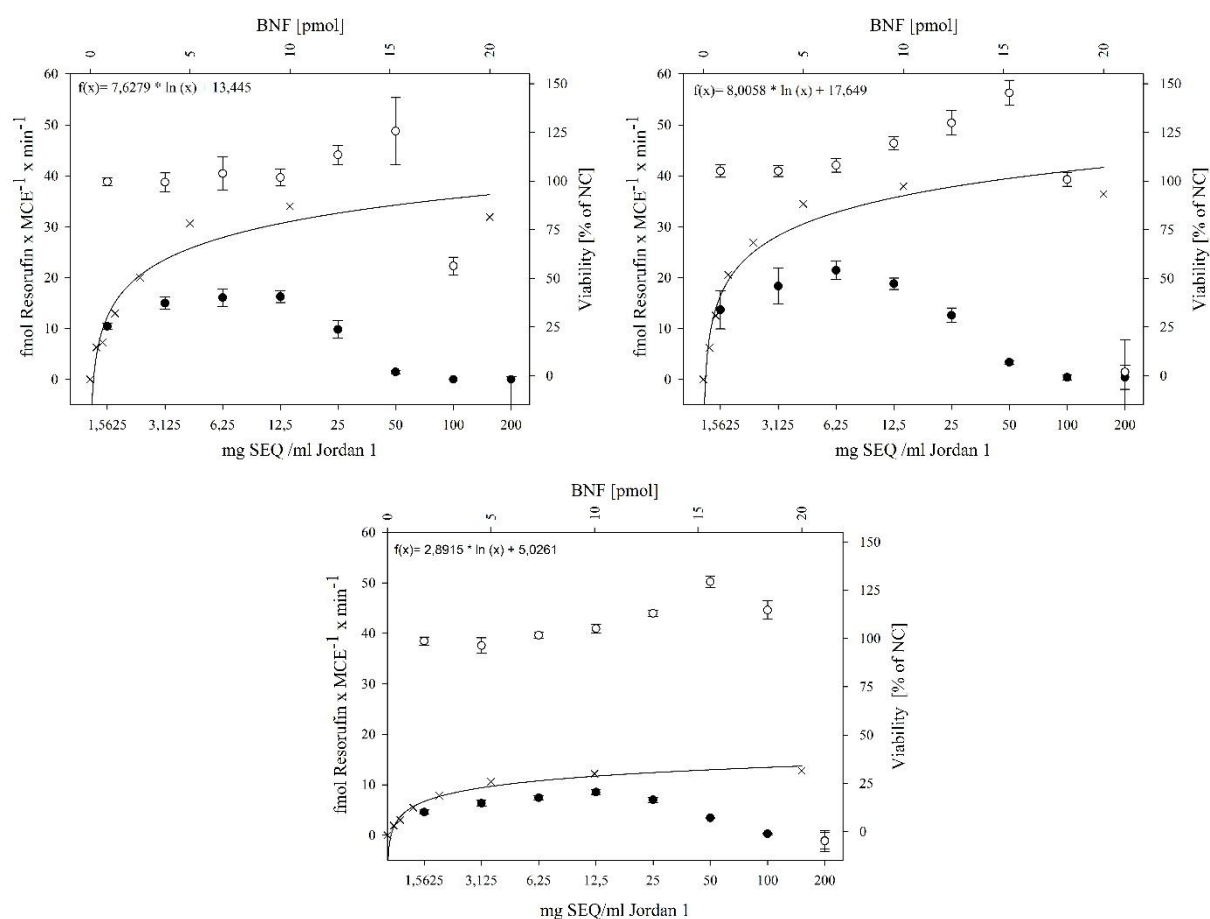 BNF [pmol]
0 5 10 15 20
f(x)= 7,6279 * ln (x) + 13,445
60
50
40
30
20
10
0
fmol Resorufin x MCE⁻¹ x min⁻¹
150
125
100
75
50
25
0
Viability [% of NC]
1,5625 3,125 6,25 12,5 25 50 100 200
mg SEQ /ml Jordan 1
BNF [pmol]
0 5 10 15 20
f(x)= 8,0058 * ln (x) + 17,649
60
50
40
30
20
10
0
fmol Resorufin x MCE⁻¹ x min⁻¹
150
125
100
75
50
25
0
Viability [% of NC]
1,5625 3,125 6,25 12,5 25 50 100 200
mg SEQ /ml Jordan 1
BNF [pmol]
0 5 10 15 20
f(x)= 2,8915 * ln (x) + 5,0261
60
50
40
30
20
10
0
fmol Resorufin x MCE⁻¹ x min⁻¹
150
125
100
75
50
25
0
Viability [% of NC]
1,5625 3,125 6,25 12,5 25 50 100 200
mg SEQ/ml Jordan 1